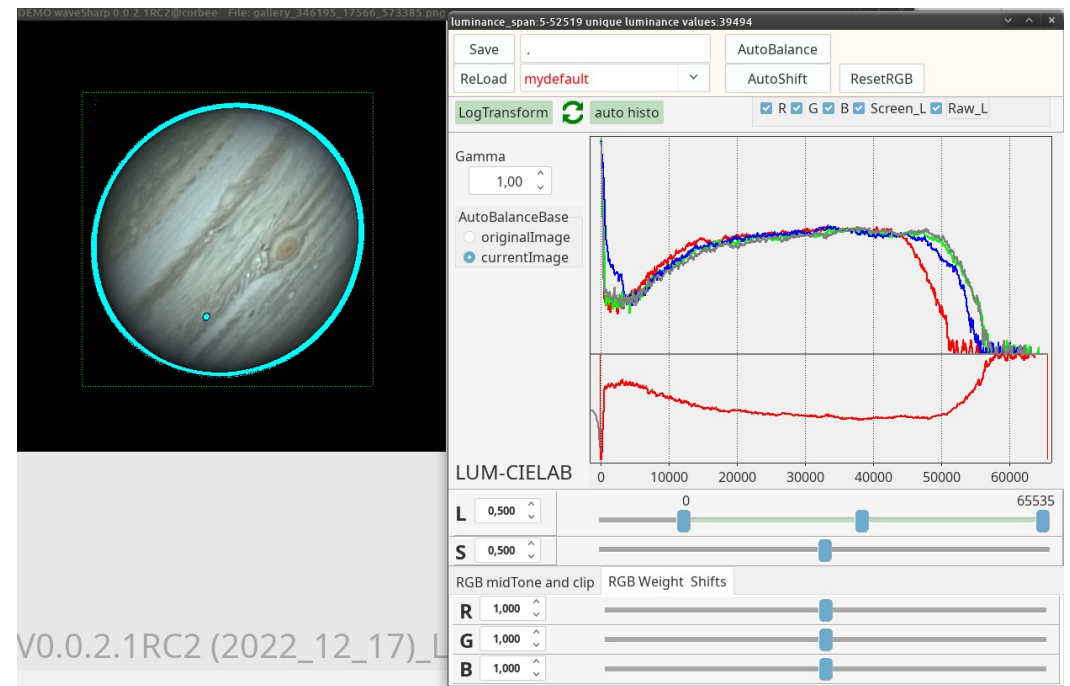 DEMO waveSharp 0.0.2.1RC2@corbee File: gallery_346195_17566_573385.png
luminance_span:5-52519 unique luminance values:39494
Save . AutoBalance
ReLoad mydefault AutoShift ResetRGB
LogTransform auto histo R G B Screen_L Raw_L
Gamma
1,00
AutoBalanceBase
originalImage
currentImage
LUM-CIELAB
0 10000 20000 30000 40000 50000 60000
0 65535
L 0,500
S 0,500
RGB midTone and clip RGB Weight Shifts
R 1,000
G 1,000
B 1,000
V0.0.2.1RC2 (2022_12_17)_L